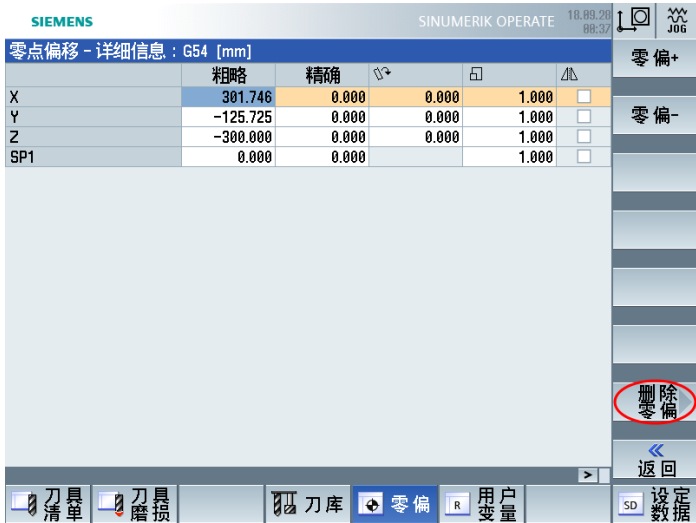 SIEMENS
SINUMERIK OPERATE
18.09.20
08:37
JOG
零点偏移 - 详细信息 : G54 [mm]
粗略 精确
X 301.746 0.000 0.000 1.000
Y -125.725 0.000 0.000 1.000
Z -300.000 0.000 0.000 1.000
SP1 0.000 0.000 1.000
零偏+
零偏-
删除
零偏
«
返回
>
刀具
清单
刀具
磨损
刀库
零偏
R 用户
变量
SD 设定
数据